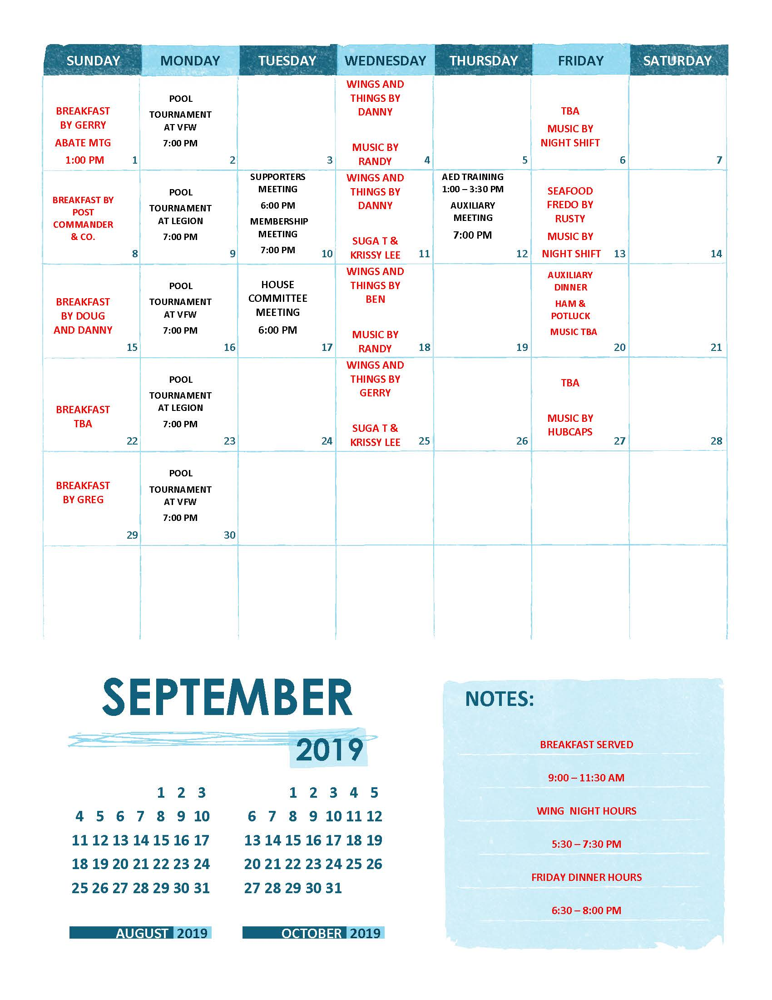 SUNDAY MONDAY TUESDAY WEDNESDAY THURSDAY FRIDAY SATURDAY
BREAKFAST
BY GERRY
ABATE MTG
1:00 PM 1
POOL
TOURNAMENT
AT VFW
7:00 PM
2
3
WINGS AND
THINGS BY
DANNY
MUSIC BY
RANDY 4
5
TBA
MUSIC BY
NIGHT SHIFT
6
7
BREAKFAST BY
POST
COMMANDER
& CO.
8
POOL
TOURNAMENT
AT LEGION
7:00 PM
9
SUPPORTERS
MEETING
6:00 PM
MEMBERSHIP
MEETING
7:00 PM 10
WINGS AND
THINGS BY
DANNY
SUGA T &
KRISSY LEE 11
AED TRAINING
1:00 – 3:30 PM
AUXILIARY
MEETING
7:00 PM
12
SEAFOOD
FREDO BY
RUSTY
MUSIC BY
NIGHT SHIFT 13
14
BREAKFAST
BY DOUG
AND DANNY
15
POOL
TOURNAMENT
AT VFW
7:00 PM
16
HOUSE
COMMITTEE
MEETING
6:00 PM
17
WINGS AND
THINGS BY
BEN
MUSIC BY
RANDY 18
19
AUXILIARY
DINNER
HAM &
POTLUCK
MUSIC TBA
20
21
BREAKFAST
TBA
22
POOL
TOURNAMENT
AT LEGION
7:00 PM
23
24
WINGS AND
THINGS BY
GERRY
SUGA T &
KRISSY LEE 25
26
TBA
MUSIC BY
HUBCAPS
27
28
BREAKFAST
BY GREG
29
POOL
TOURNAMENT
AT VFW
7:00 PM
30
SEPTEMBER
2019
1 2 3
4 5 6 7 8 9 10
11 12 13 14 15 16 17
18 19 20 21 22 23 24
25 26 27 28 29 30 31
AUGUST 2019
1 2 3 4 5
6 7 8 9 10 11 12
13 14 15 16 17 18 19
20 21 22 23 24 25 26
27 28 29 30 31
OCTOBER 2019
NOTES:
BREAKFAST SERVED
9:00 – 11:30 AM
WING NIGHT HOURS
5:30 – 7:30 PM
FRIDAY DINNER HOURS
6:30 – 8:00 PM